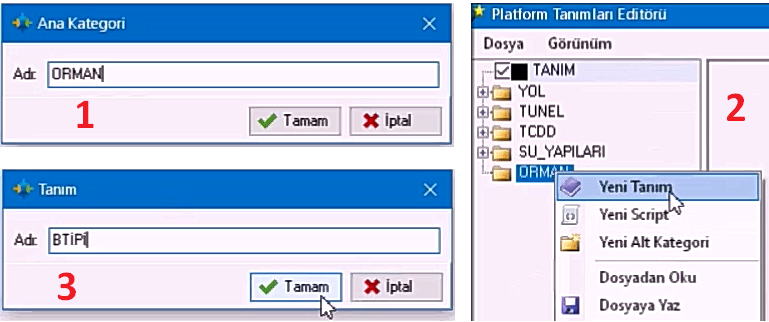 Ana Kategori
Adı: ORMAN
1
Tamam
İptal
Platform Tanımları Editörü
Dosya Görünüm
TANIM
YOL
TUNEL
TCDD
SU_YAPILARI
ORMAN
2
Yeni Tanım
Yeni Script
Yeni Alt Kategori
Dosyadan Oku
Dosyaya Yaz
Tanım
Adı: BTİPİ
3
Tamam
İptal